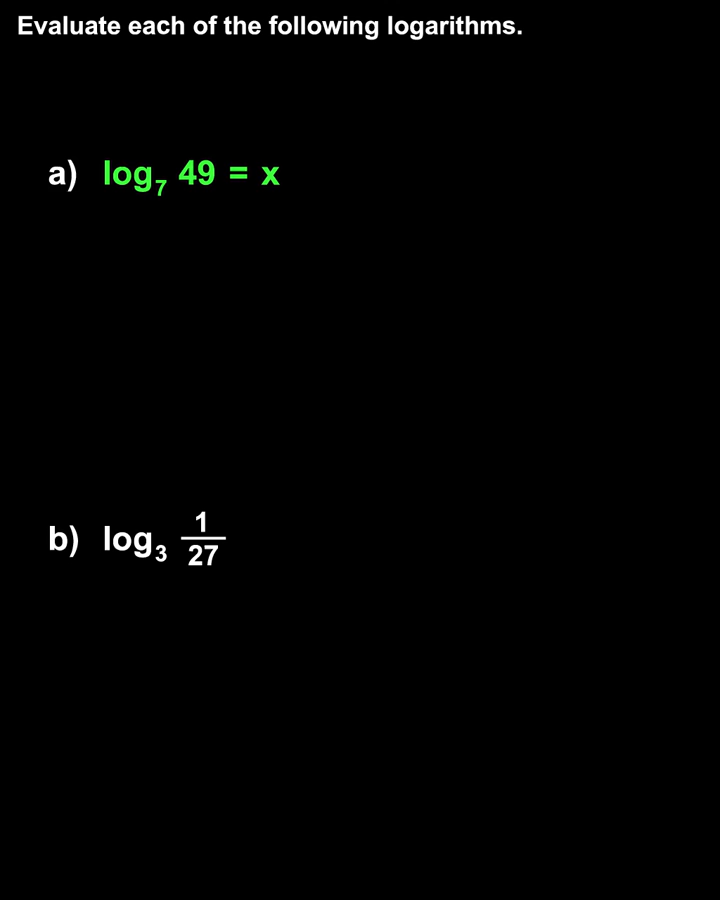 Evaluate each of the following logarithms.
a) log₇ 49 = x
b) log₃ 1/27